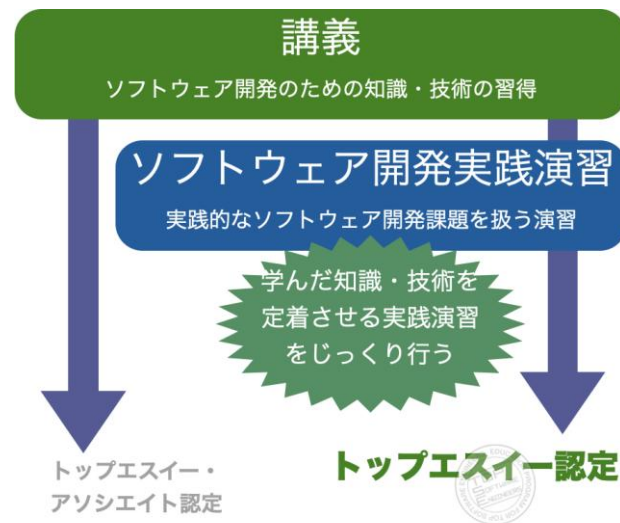 講義
ソフトウェア開発のための知識・技術の習得
ソフトウェア開発実践演習
実践的なソフトウェア開発課題を扱う演習
学んだ知識・技術を
定着させる実践演習
をじっくり行う
トップエスイー・
アソシエイト認定
トップエスイー認定